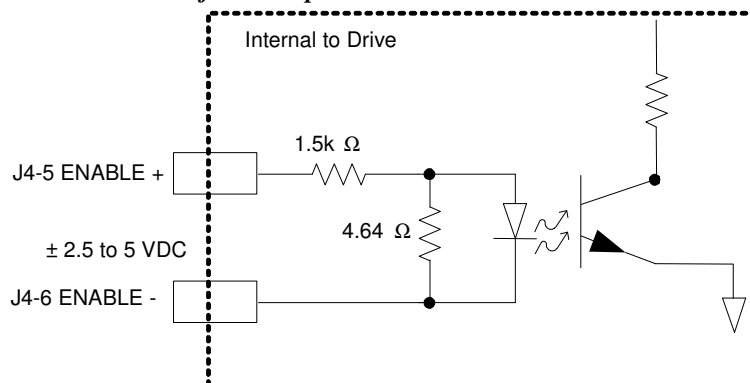 Internal to Drive
1.5k Ω
J4-5 ENABLE +
4.64 Ω
± 2.5 to 5 VDC
J4-6 ENABLE -